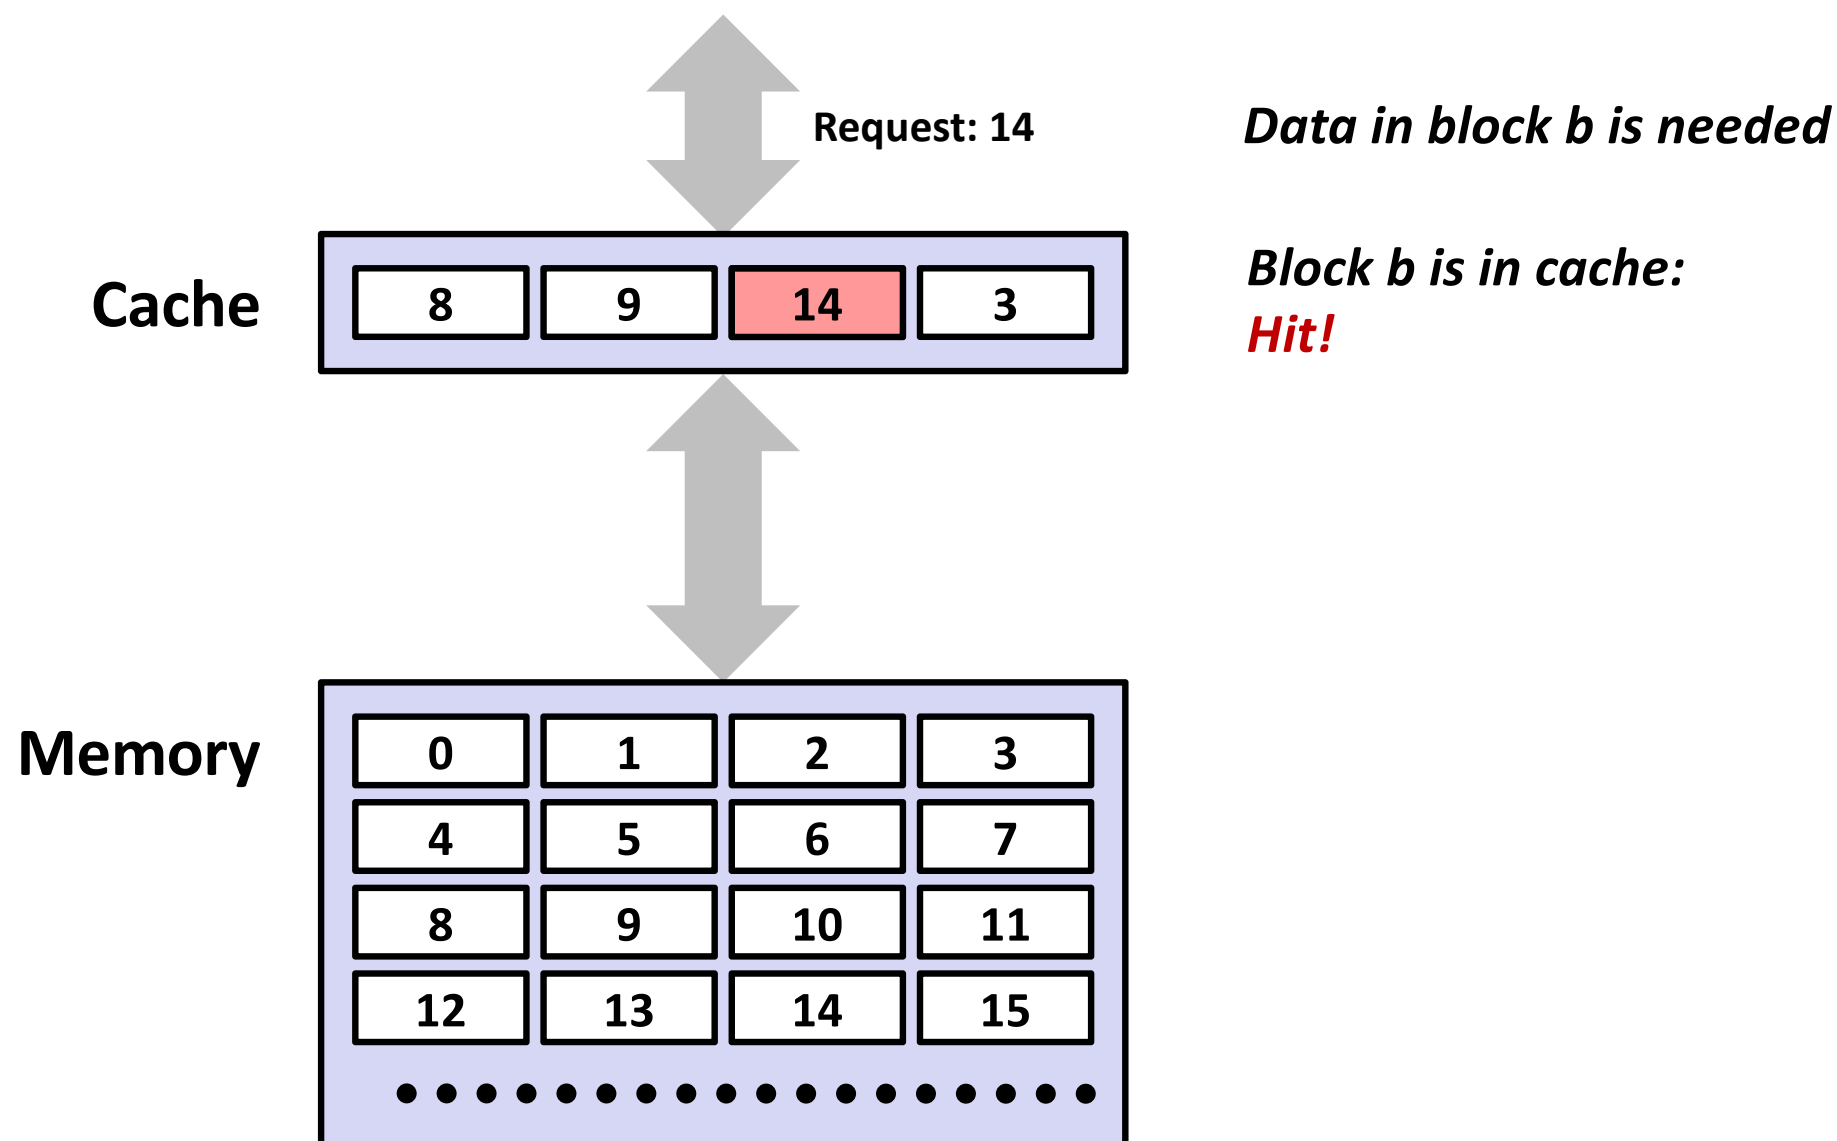 Request: 14
Data in block b is needed
Cache
8 9 14 3
Block b is in cache:
Hit!
Memory
0 1 2 3
4 5 6 7
8 9 10 11
12 13 14 15